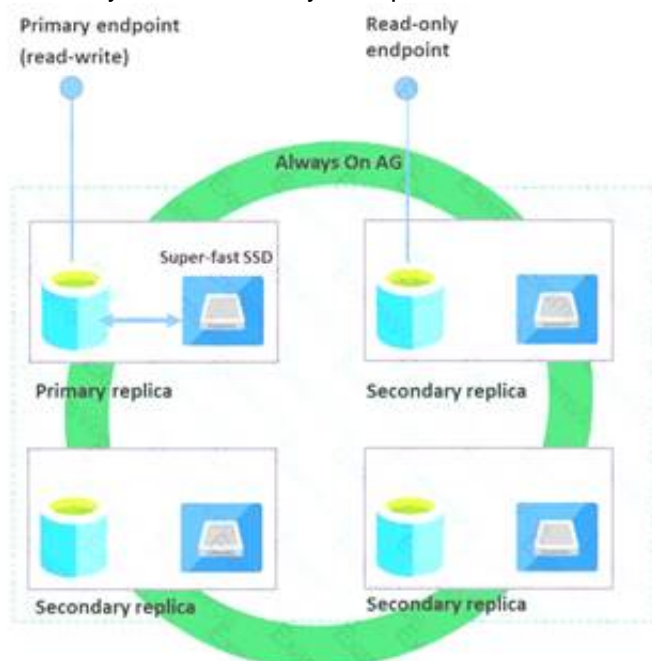 Primary endpoint
(read-write)
Read-only
endpoint
Always On AG
Super-fast SSD
Primary replica
Secondary replica
Secondary replica
Secondary replica